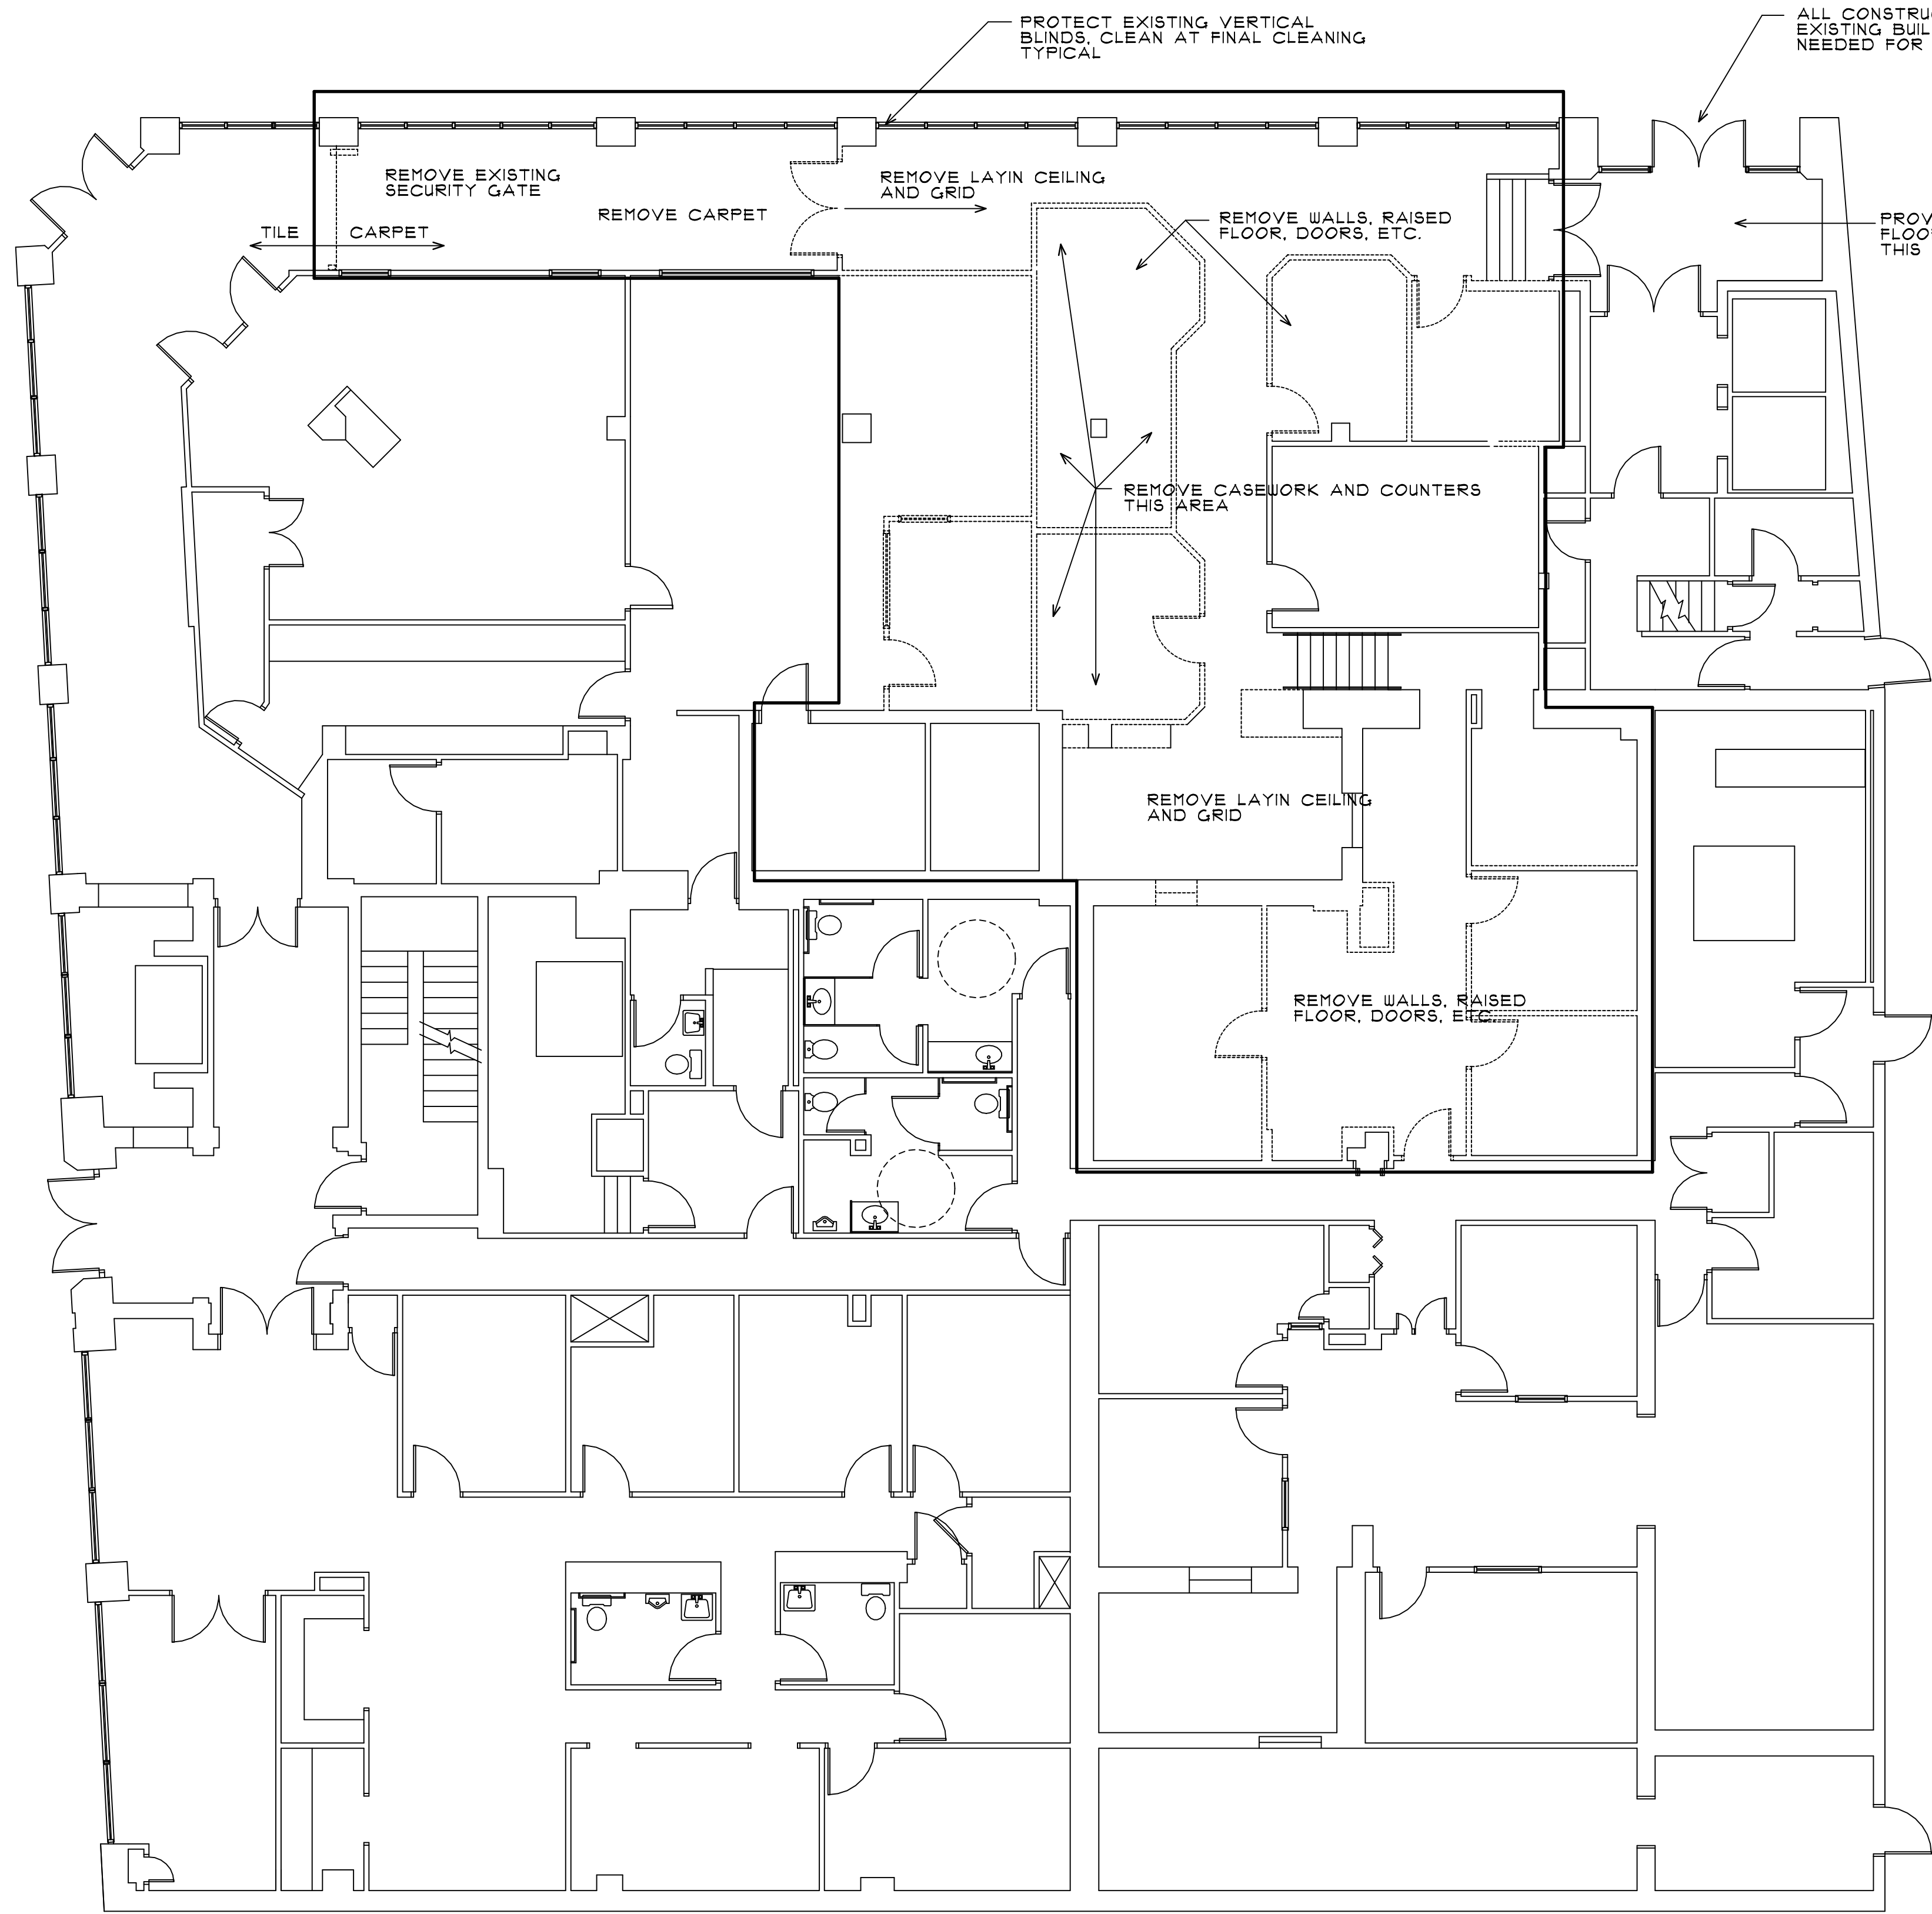 PROTECT EXISTING VERTICAL
BLINDS, CLEAN AT FINAL CLEANING
TYPICAL
ALL CONSTRU
EXISTING BUIL
NEEDED FOR
REMOVE EXISTING
SECURITY GATE
REMOVE LAYIN CEILING
AND GRID
REMOVE CARPET
TILE CARPET
REMOVE WALLS, RAISED
FLOOR, DOORS, ETC.
PROV
FLOO
THIS
REMOVE CASEWORK AND COUNTERS
THIS AREA
REMOVE LAYIN CEILING
AND GRID
REMOVE WALLS, RAISED
FLOOR, DOORS, ETC